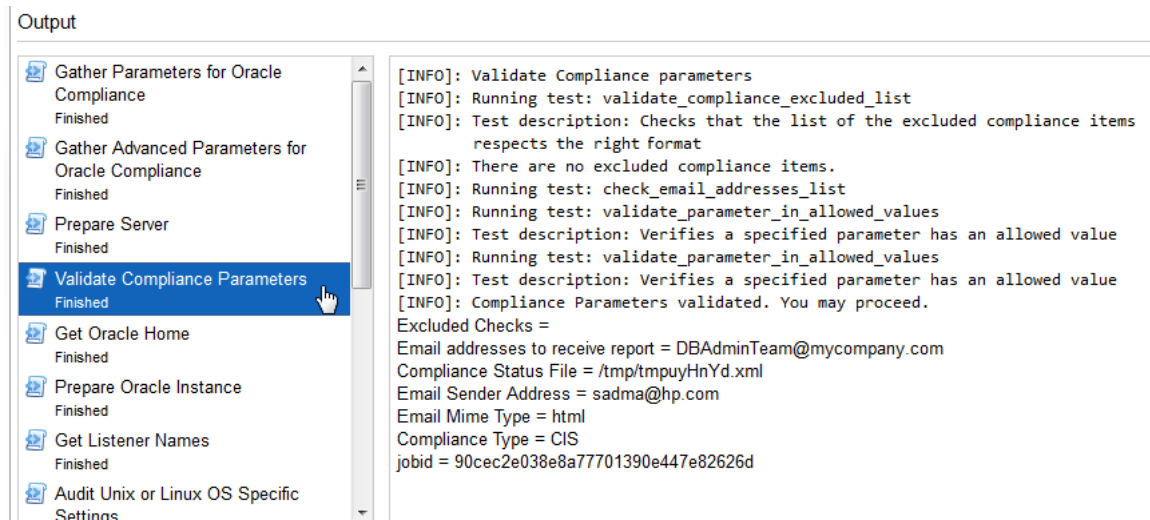 Output
Gather Parameters for Oracle
Compliance
Finished
Gather Advanced Parameters for
Oracle Compliance
Finished
Prepare Server
Finished
Validate Compliance Parameters
Finished
Get Oracle Home
Finished
Prepare Oracle Instance
Finished
Get Listener Names
Finished
Audit Unix or Linux OS Specific
Settings
[INFO]: Validate Compliance parameters
[INFO]: Running test: validate_compliance_excluded_list
[INFO]: Test description: Checks that the list of the excluded compliance items
respects the right format
[INFO]: There are no excluded compliance items.
[INFO]: Running test: check_email_addresses_list
[INFO]: Running test: validate_parameter_in_allowed_values
[INFO]: Test description: Verifies a specified parameter has an allowed value
[INFO]: Running test: validate_parameter_in_allowed_values
[INFO]: Test description: Verifies a specified parameter has an allowed value
[INFO]: Compliance Parameters validated. You may proceed.
Excluded Checks =
Email addresses to receive report = DBAdminTeam@mycompany.com
Compliance Status File = /tmp/tmpuyHnYd.xml
Email Sender Address = sadma@hp.com
Email Mime Type = html
Compliance Type = CIS
jobid = 90cec2e038e8a77701390e447e82626d